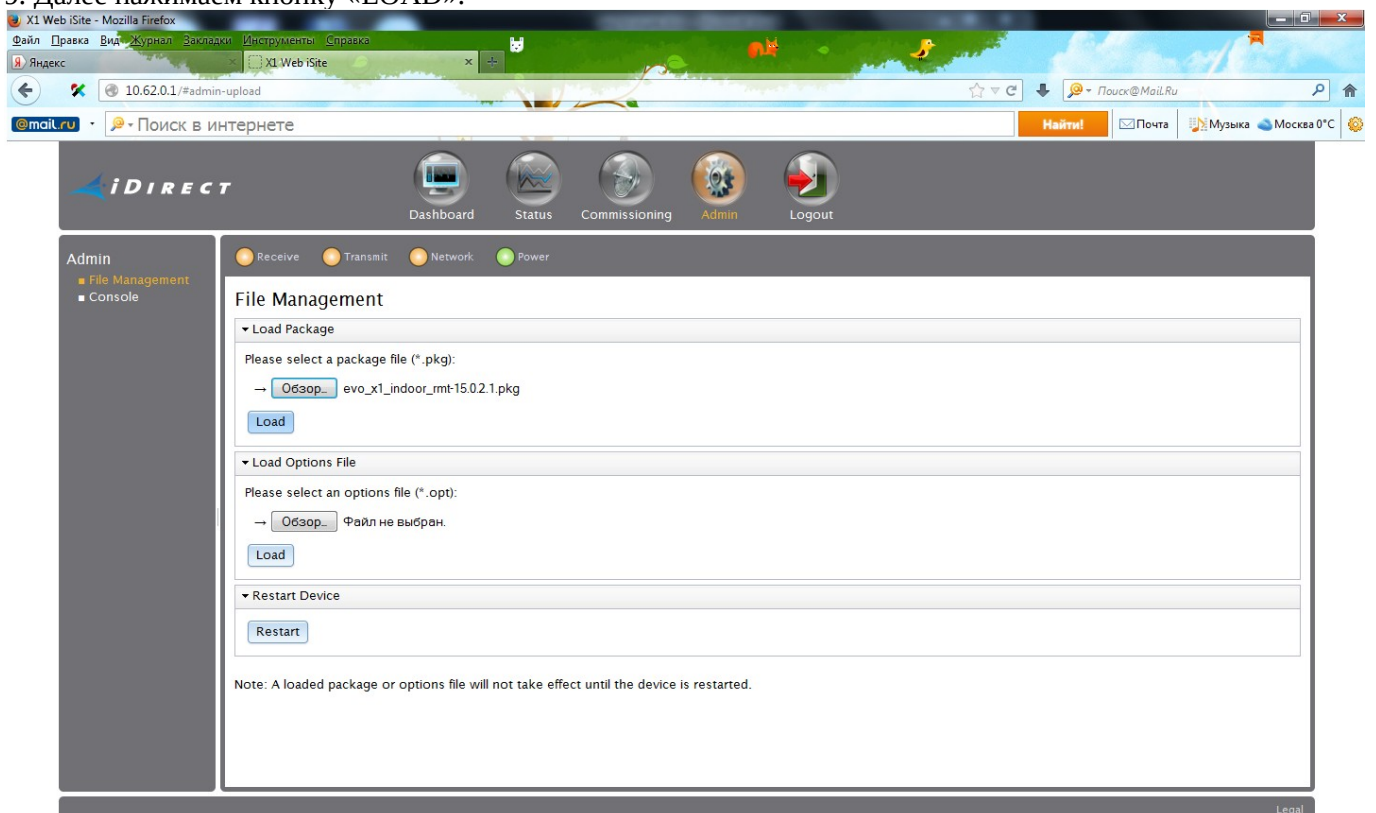 5. Далее нажимаем кнопку «LOAD»:
X1 Web iSite - Mozilla Firefox
Файл Правка Вид Журнал Закладки Инструменты Справка
Яндекс X1 Web iSite
10.62.0.1/#admin-upload Поиск@Mail.Ru
@mail.ru Поиск в интернете Найти! Почта Музыка Москва 0°C
iDIRECT
Dashboard Status Commissioning Admin Logout
Admin
File Management
Console
Receive Transmit Network Power
File Management
Load Package
Please select a package file (*.pkg):
→ Обзор… evo_x1_indoor_rmt-15.0.2.1.pkg
Load
Load Options File
Please select an options file (*.opt):
→ Обзор… Файл не выбран.
Load
Restart Device
Restart
Note: A loaded package or options file will not take effect until the device is restarted.
Legal